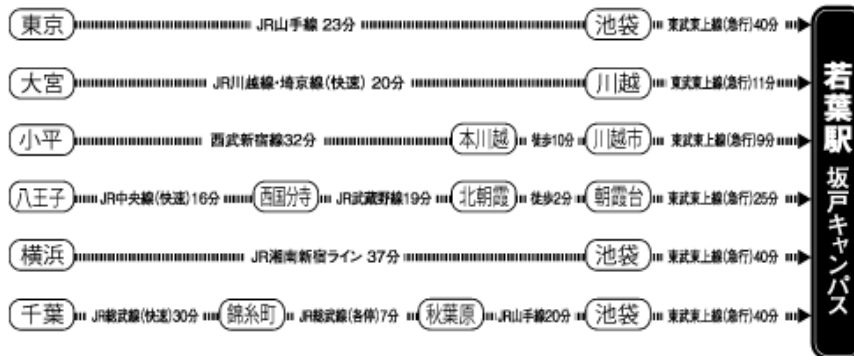 東京 JR山手線 23分 池袋 東武東上線(急行)40分
大宮 JR川越線・埼京線(快速) 20分 川越 東武東上線(急行)11分
小平 西武新宿線32分 本川越 徒歩10分 川越市 東武東上線(急行)9分
八王子 JR中央線(快速)16分 西国分寺 JR武蔵野線19分 北朝霞 徒歩2分 朝霞台 東武東上線(急行)25分
横浜 JR湘南新宿ライン 37分 池袋 東武東上線(急行)40分
千葉 JR総武線(快速)30分 錦糸町 JR総武線(各停)7分 秋葉原 JR山手線20分 池袋 東武東上線(急行)40分
若葉駅 坂戸キャンパス